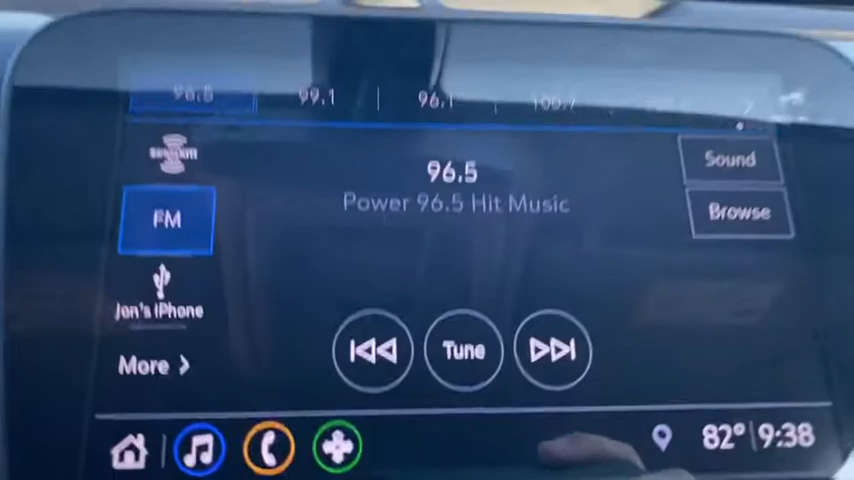 96.5 99.1 96.1 100.7
SiriusXM
96.5
Sound
Power 96.5 Hit Music
FM
Browse
Jon's iPhone
Tune
More
82° 9:38